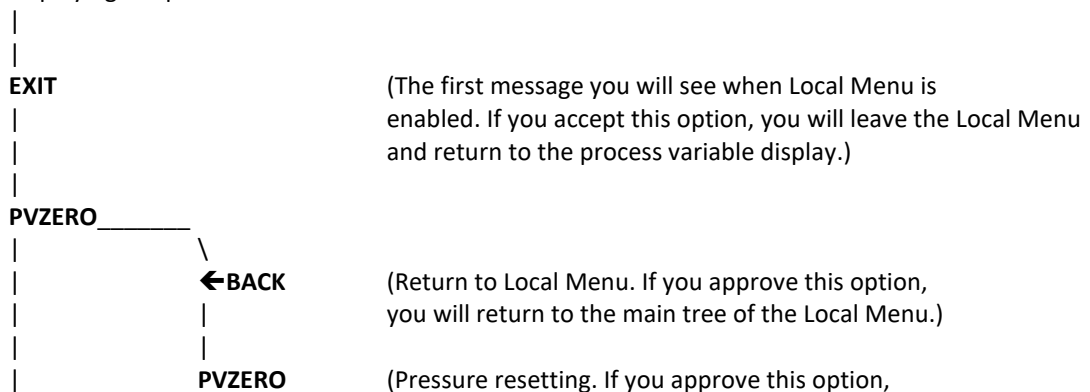 |
|
EXIT (The first message you will see when Local Menu is
| enabled. If you accept this option, you will leave the Local Menu
| and return to the process variable display.)
|
PVZERO_______
| \
| 🡸BACK (Return to Local Menu. If you approve this option,
| | you will return to the main tree of the Local Menu.)
| |
| PVZERO (Pressure resetting. If you approve this option,